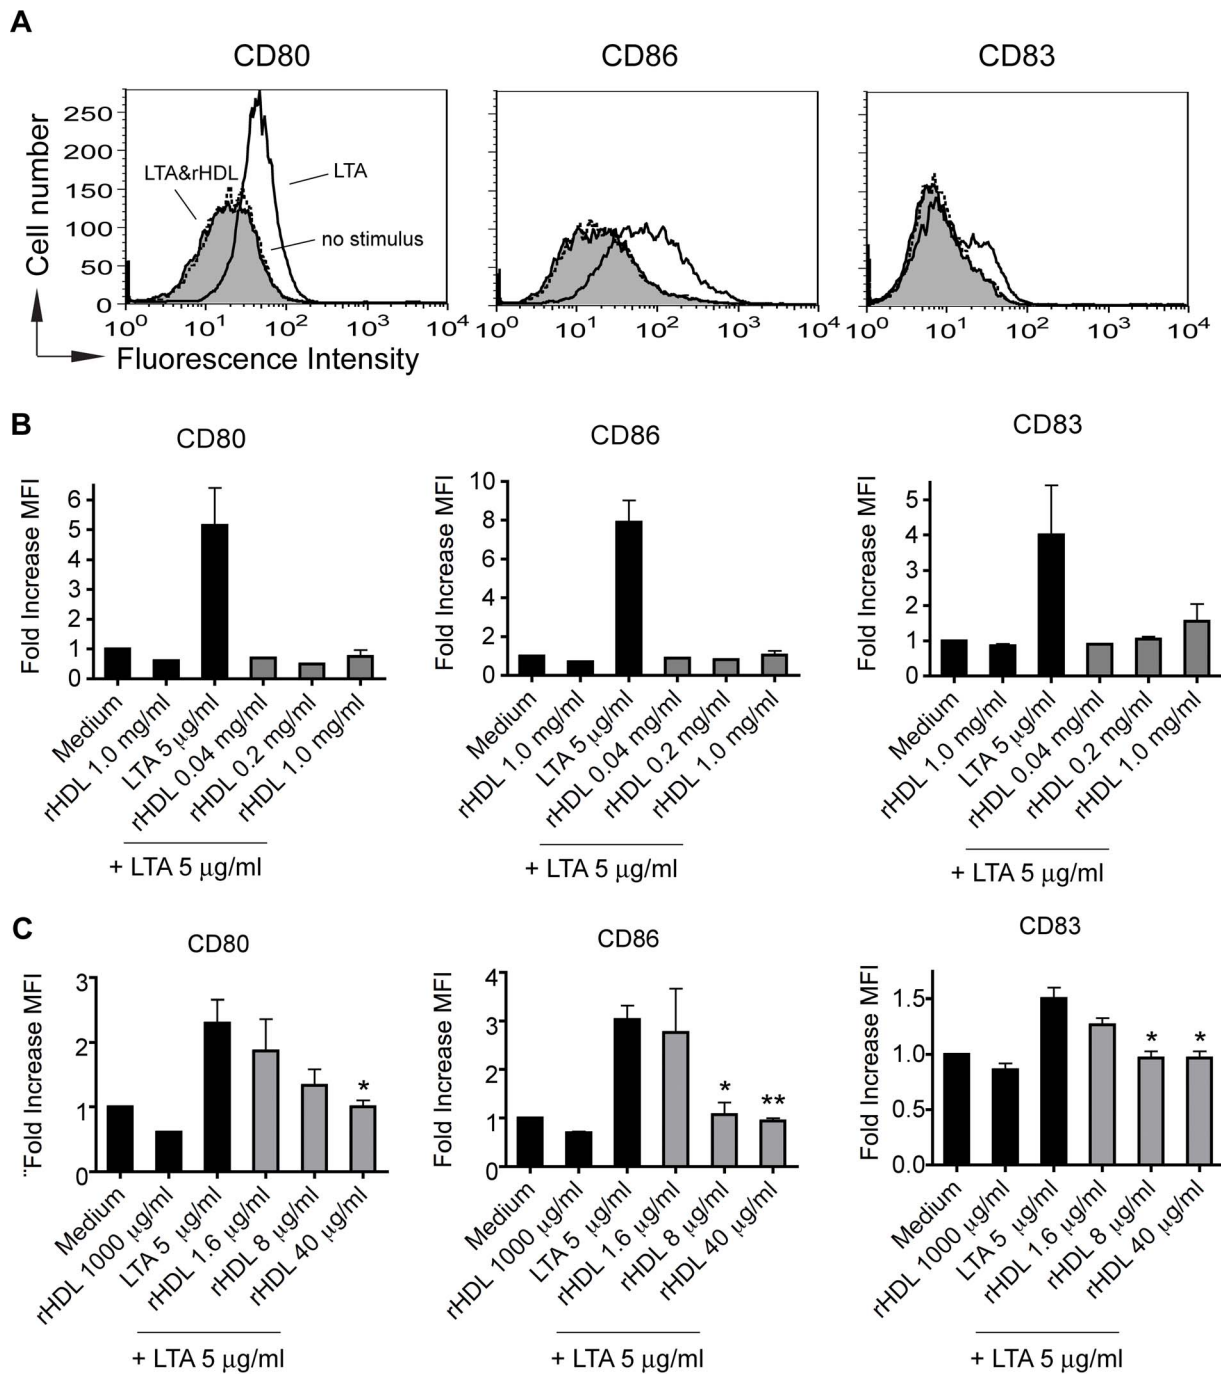 A
CD80
CD86
CD83
Cell number
250
200
150
100
50
0
LTA&rHDL
LTA
no stimulus
10⁰ 10¹ 10² 10³ 10⁴
10⁰ 10¹ 10² 10³ 10⁴
10⁰ 10¹ 10² 10³ 10⁴
Fluorescence Intensity
B
CD80
Fold Increase MFI
6
5
4
3
2
1
0
Medium
rHDL 1.0 mg/ml
LTA 5 μg/ml
rHDL 0.04 mg/ml
rHDL 0.2 mg/ml
rHDL 1.0 mg/ml
+ LTA 5 μg/ml
CD86
Fold Increase MFI
10
8
6
4
2
0
Medium
rHDL 1.0 mg/ml
LTA 5 μg/ml
rHDL 0.04 mg/ml
rHDL 0.2 mg/ml
rHDL 1.0 mg/ml
+ LTA 5 μg/ml
CD83
Fold Increase MFI
5
4
3
2
1
0
Medium
rHDL 1.0 mg/ml
LTA 5 μg/ml
rHDL 0.04 mg/ml
rHDL 0.2 mg/ml
rHDL 1.0 mg/ml
+ LTA 5 μg/ml
C
CD80
¨Fold Increase MFI
3
2
1
0
*
Medium
rHDL 1000 μg/ml
LTA 5 μg/ml
rHDL 1.6 μg/ml
rHDL 8 μg/ml
rHDL 40 μg/ml
+ LTA 5 μg/ml
CD86
Fold Increase MFI
4
3
2
1
0
*
**
Medium
rHDL 1000 μg/ml
LTA 5 μg/ml
rHDL 1.6 μg/ml
rHDL 8 μg/ml
rHDL 40 μg/ml
+ LTA 5 μg/ml
CD83
Fold Increase MFI
1.5
1.0
0.5
0.0
*
*
Medium
rHDL 1000 μg/ml
LTA 5 μg/ml
rHDL 1.6 μg/ml
rHDL 8 μg/ml
rHDL 40 μg/ml
+ LTA 5 μg/ml